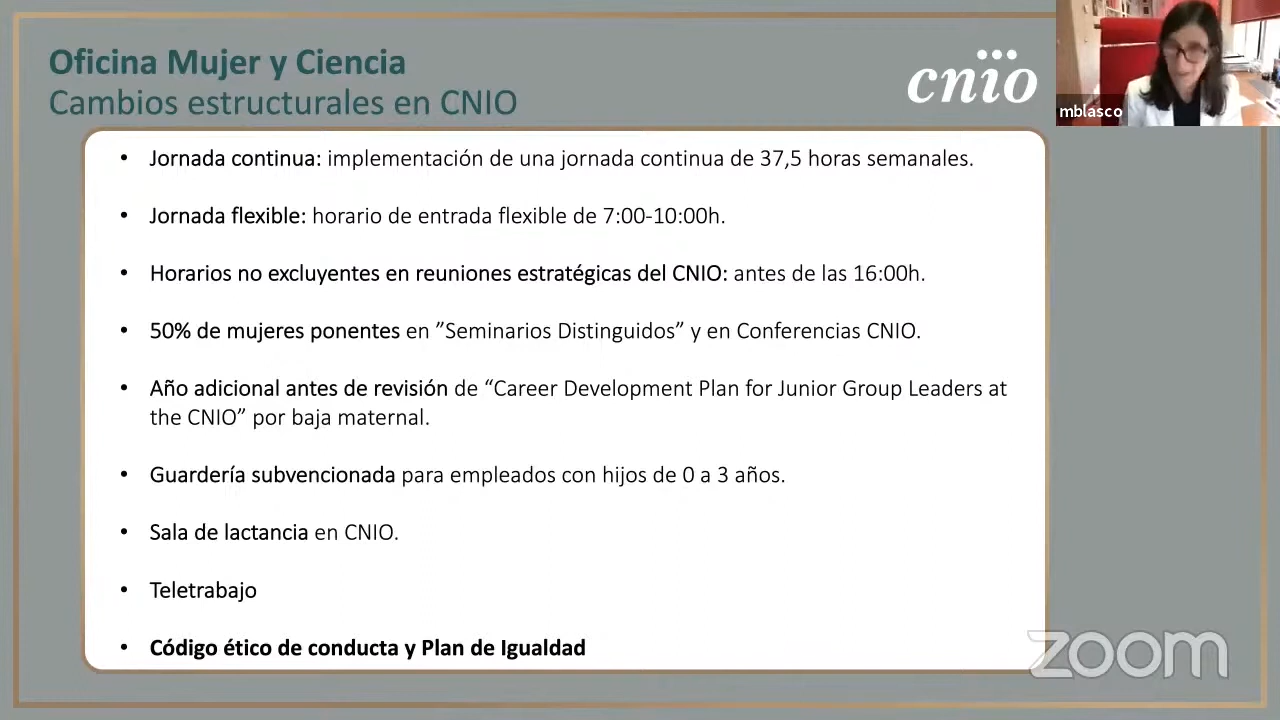 Oficina Mujer y Ciencia
Cambios estructurales en CNIO
cnio
mblasco
• Jornada continua: implementación de una jornada continua de 37,5 horas semanales.
• Jornada flexible: horario de entrada flexible de 7:00-10:00h.
• Horarios no excluyentes en reuniones estratégicas del CNIO: antes de las 16:00h.
• 50% de mujeres ponentes en ”Seminarios Distinguidos” y en Conferencias CNIO.
• Año adicional antes de revisión de “Career Development Plan for Junior Group Leaders at
the CNIO” por baja maternal.
• Guardería subvencionada para empleados con hijos de 0 a 3 años.
• Sala de lactancia en CNIO.
• Teletrabajo
• Código ético de conducta y Plan de Igualdad
zoom